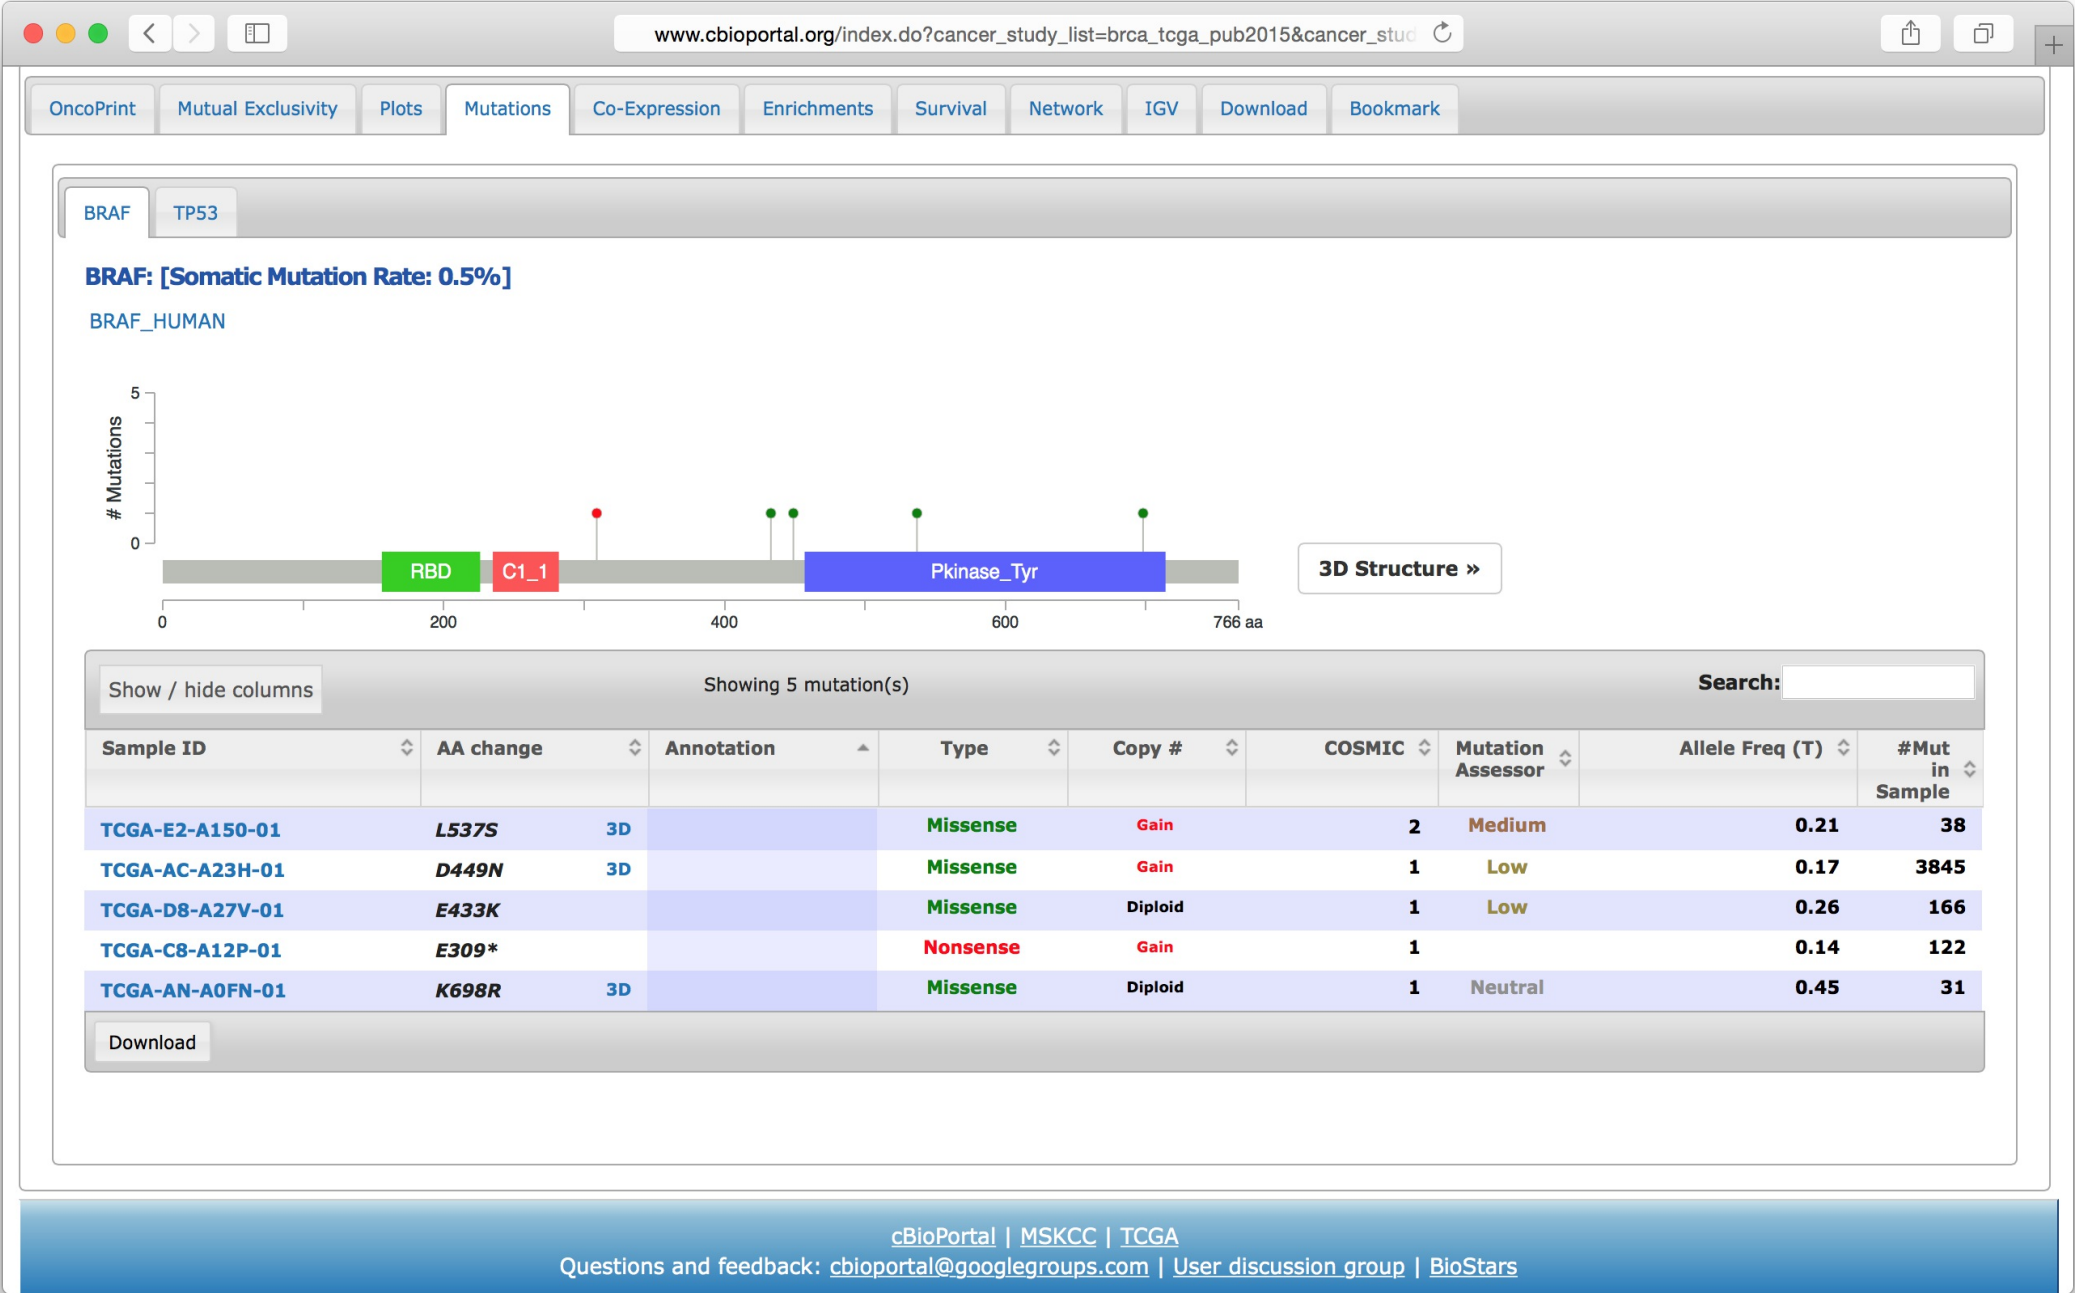 www.cbioportal.org/index.do?cancer_study_list=brca_tcga_pub2015&cancer_stud
OncoPrint Mutual Exclusivity Plots Mutations Co-Expression Enrichments Survival Network IGV Download Bookmark
BRAF TP53
BRAF: [Somatic Mutation Rate: 0.5%]
BRAF_HUMAN
5
# Mutations
0
RBD C1_1 Pkinase_Tyr
3D Structure »
0 200 400 600 766 aa
Show / hide columns Showing 5 mutation(s) Search:
Sample ID AA change Annotation Type Copy # COSMIC Mutation Assessor Allele Freq (T) #Mut in Sample
TCGA-E2-A150-01 L537S 3D Missense Gain 2 Medium 0.21 38
TCGA-AC-A23H-01 D449N 3D Missense Gain 1 Low 0.17 3845
TCGA-D8-A27V-01 E433K Missense Diploid 1 Low 0.26 166
TCGA-C8-A12P-01 E309* Nonsense Gain 1 0.14 122
TCGA-AN-A0FN-01 K698R 3D Missense Diploid 1 Neutral 0.45 31
Download
cBioPortal | MSKCC | TCGA
Questions and feedback: cbioportal@googlegroups.com | User discussion group | BioStars